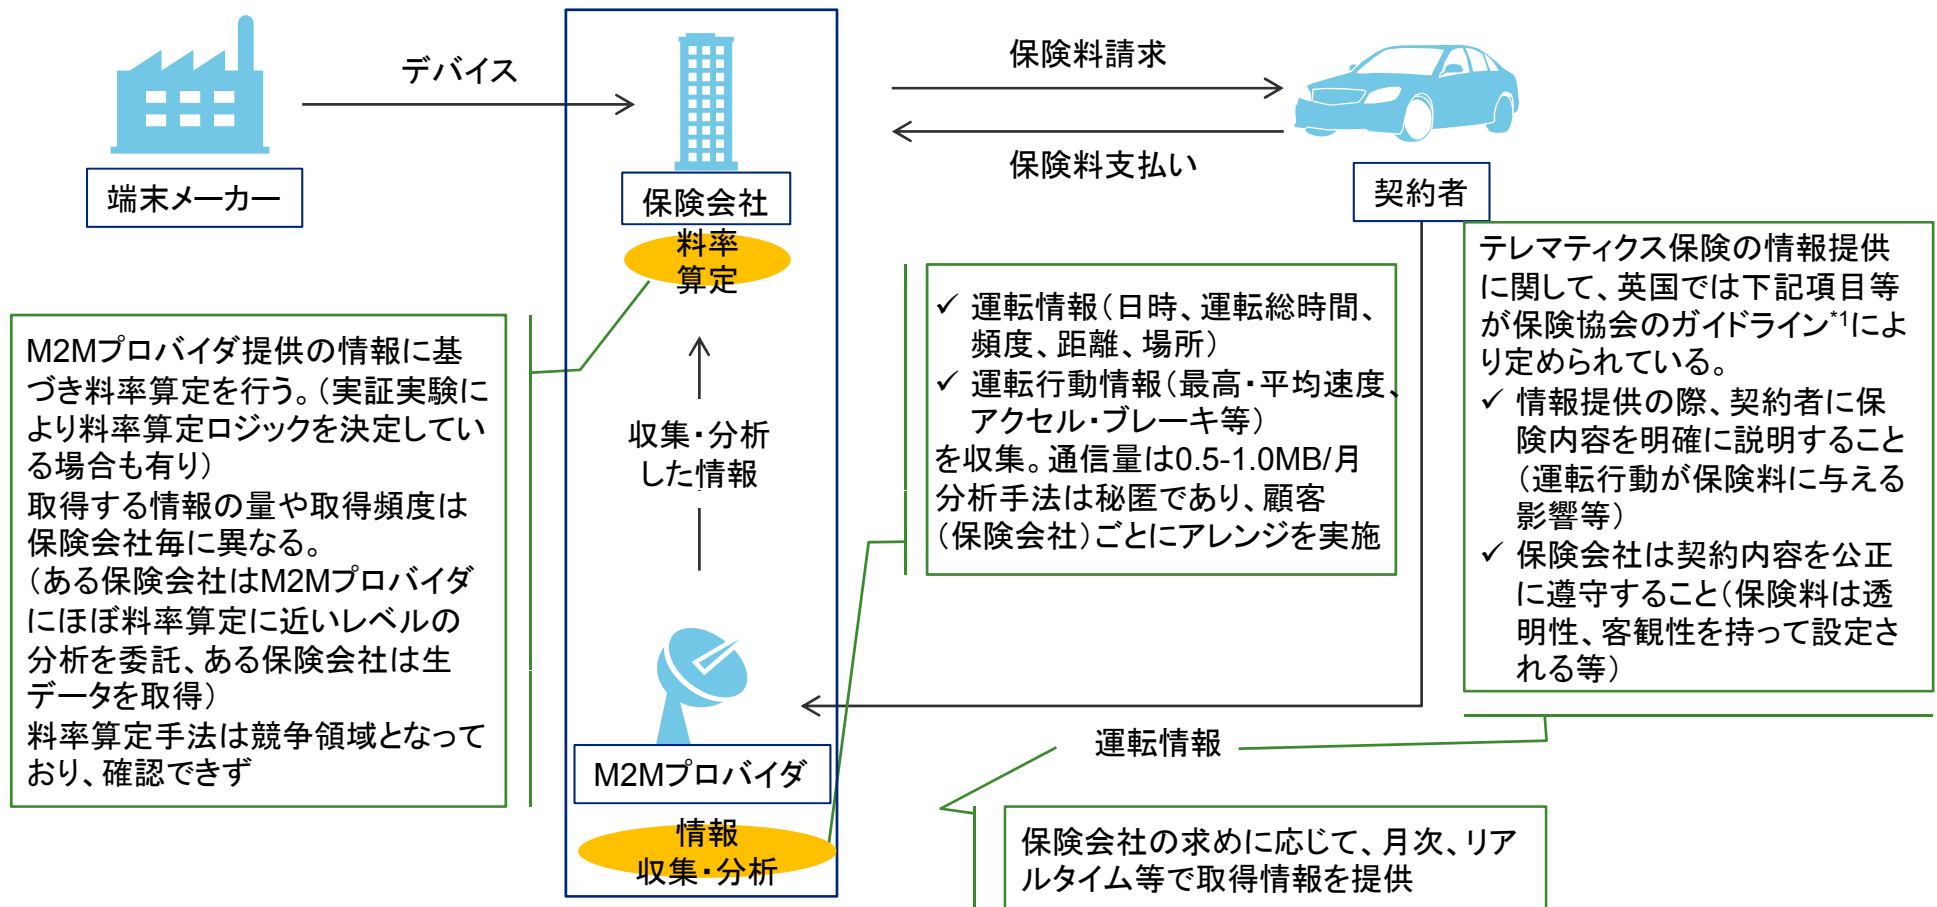 デバイス
端末メーカー
保険会社
料率
算定
保険料請求
保険料支払い
契約者
M2Mプロバイダ提供の情報に基
づき料率算定を行う。（実証実験に
より料率算定ロジックを決定してい
る場合も有り）
取得する情報の量や取得頻度は
保険会社毎に異なる。
（ある保険会社はM2Mプロバイダ
にほぼ料率算定に近いレベルの
分析を委託、ある保険会社は生
データを取得）
料率算定手法は競争領域となって
おり、確認できず
収集・分析
した情報
✓ 運転情報（日時、運転総時間、
頻度、距離、場所）
✓ 運転行動情報（最高・平均速度、
アクセル・ブレーキ等）
を収集。通信量は0.5-1.0MB/月
分析手法は秘匿であり、顧客
（保険会社）ごとにアレンジを実施
テレマティクス保険の情報提供
に関して、英国では下記項目等
が保険協会のガイドライン*1によ
り定められている。
✓ 情報提供の際、契約者に保
険内容を明確に説明すること
（運転行動が保険料に与える
影響等）
✓ 保険会社は契約内容を公正
に遵守すること（保険料は透
明性、客観性を持って設定さ
れる等）
M2Mプロバイダ
情報
収集・分析
運転情報
保険会社の求めに応じて、月次、リア
ルタイム等で取得情報を提供